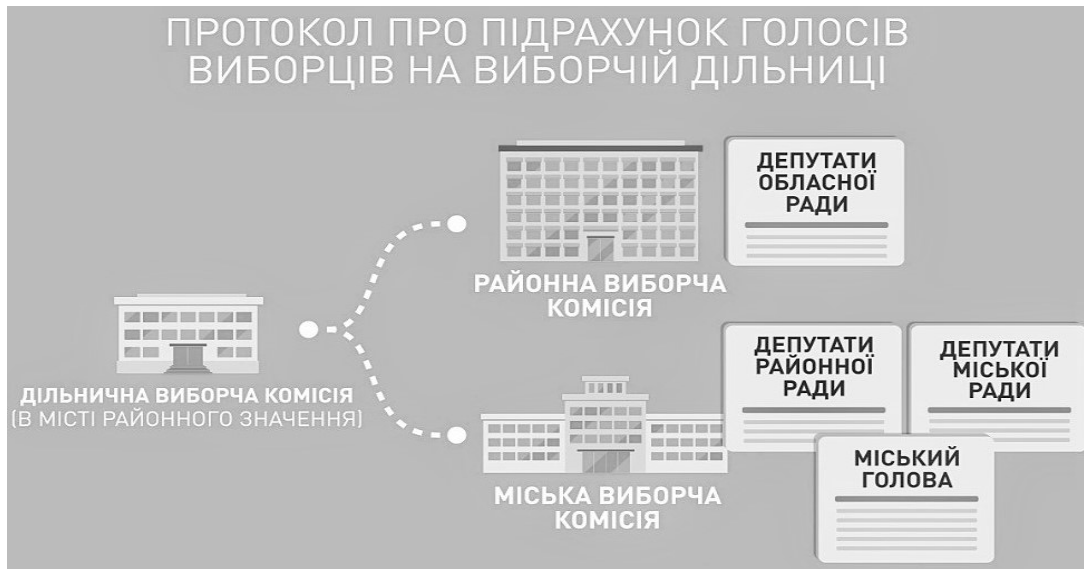 ПРОТОКОЛ ПРО ПІДРАХУНОК ГОЛОСІВ
ВИБОРЦІВ НА ВИБОРЧІЙ ДІЛЬНИЦІ
ДЕПУТАТИ
ОБЛАСНОЇ
РАДИ
РАЙОННА ВИБОРЧА
КОМІСІЯ
ДІЛЬНИЧНА ВИБОРЧА КОМІСІЯ
(В МІСТІ РАЙОННОГО ЗНАЧЕННЯ)
ДЕПУТАТИ
РАЙОННОЇ
РАДИ
ДЕПУТАТИ
МІСЬКОЇ
РАДИ
МІСЬКИЙ
ГОЛОВА
МІСЬКА ВИБОРЧА
КОМІСІЯ